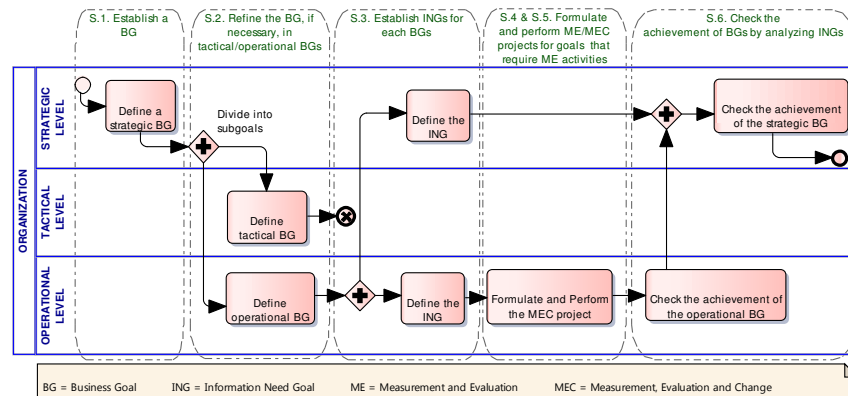 S.1. Establish a
BG
S.2. Refine the BG, if
necessary, in
tactical/operational BGs
S.3. Establish INGs for
each BGs
S.4 & S.5. Formulate
and perform ME/MEC
projects for goals that
require ME activities
S.6. Check the
achievement of BGs by analyzing INGs
ORGANIZATION
STRATEGIC
LEVEL
Define a
strategic BG
Divide into
subgoals
Define the
ING
Check the achievement
of the strategic BG
TACTICAL
LEVEL
Define
tactical BG
OPERATIONAL
LEVEL
Define
operational BG
Define the
ING
Formulate and Perform
the MEC project
Check the achievement of
the operational BG
BG = Business Goal ING = Information Need Goal ME = Measurement and Evaluation MEC = Measurement, Evaluation and Change